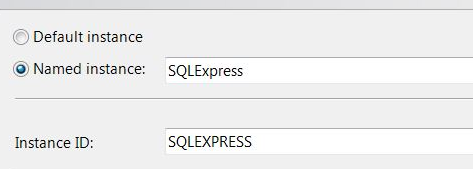 Default instance
Named instance: SQLExpress
Instance ID: SQLEXPRESS